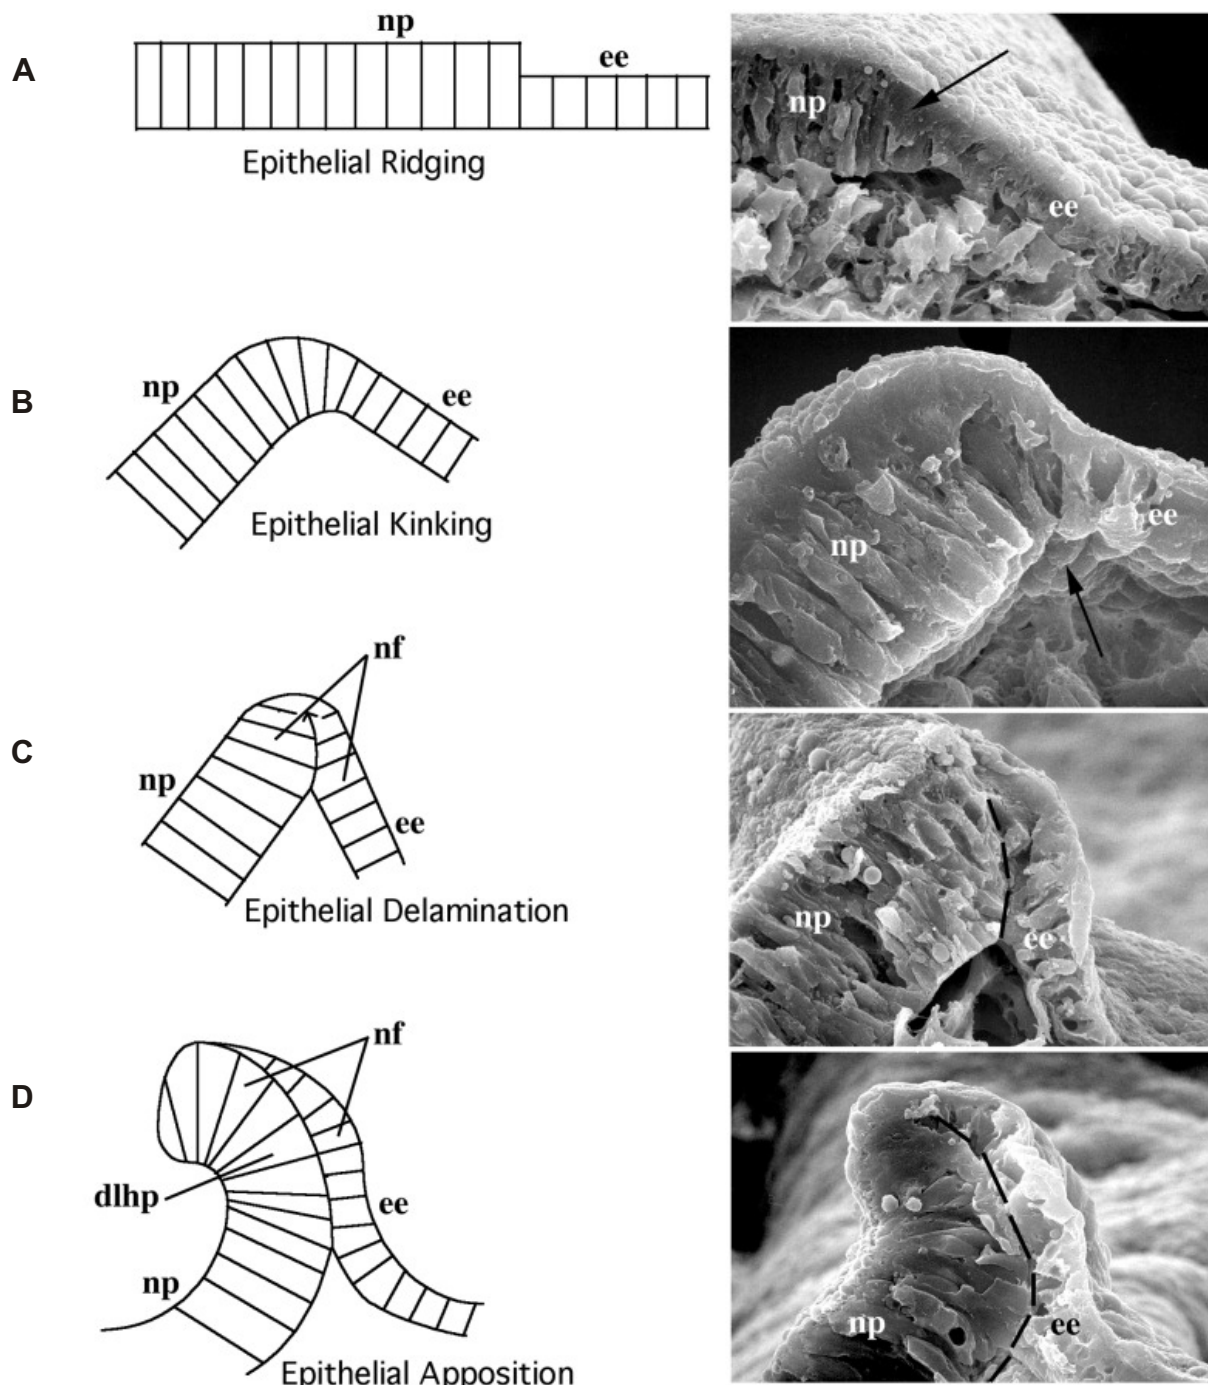 A
np
ee
Epithelial Ridging
np
ee
B
np
ee
Epithelial Kinking
np
ee
C
nf
np
ee
Epithelial Delamination
np
ee
D
nf
dlhp
ee
np
Epithelial Apposition
np
ee